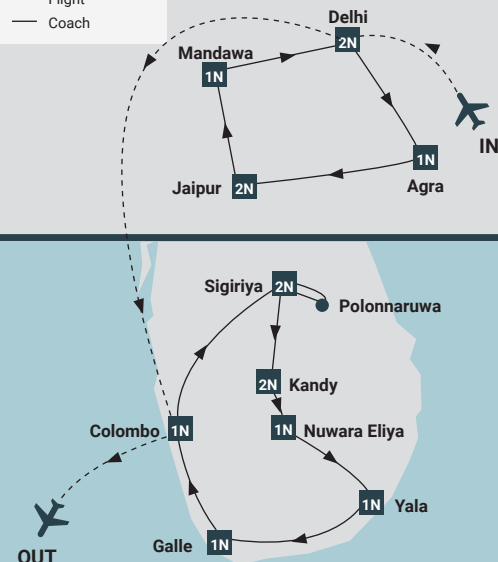 Flight
Coach
Delhi
2N
Mandawa
1N
IN
1N
Agra
Jaipur
2N
Sigiriya
2N
Polonnaruwa
2N
Kandy
Colombo
1N
1N
Nuwara Eliya
1N
Yala
Galle
1N
OUT